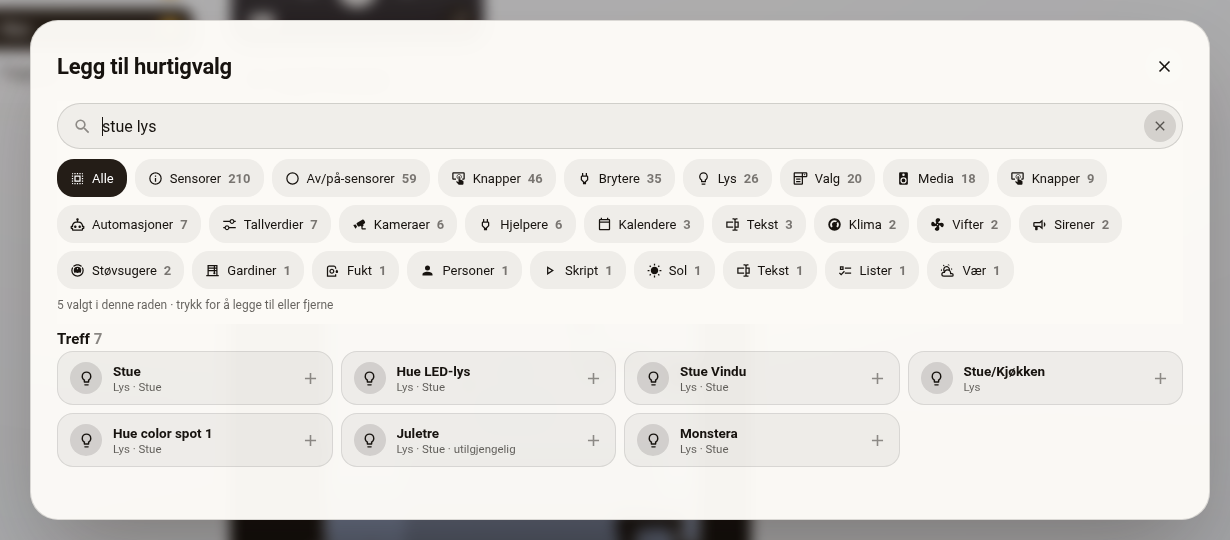 Legg til hurtigvalg
stue lys
Alle Sensorer 210 Av/på-sensorer 59 Knapper 46 Brytere 35 Lys 26 Valg 20 Media 18 Knapper 9
Automasjoner 7 Tallverdier 7 Kameraer 6 Hjelpere 6 Kalendere 3 Tekst 3 Klima 2 Vifter 2 Sirener 2
Støvsugere 2 Gardiner 1 Fukt 1 Personer 1 Skript 1 Sol 1 Tekst 1 Lister 1 Vær 1
5 valgt i denne raden · trykk for å legge til eller fjerne
Treff 7
Stue
Lys · Stue
Hue LED-lys
Lys · Stue
Stue Vindu
Lys · Stue
Stue/Kjøkken
Lys
Hue color spot 1
Lys · Stue
Juletre
Lys · Stue · utilgjengelig
Monstera
Lys · Stue